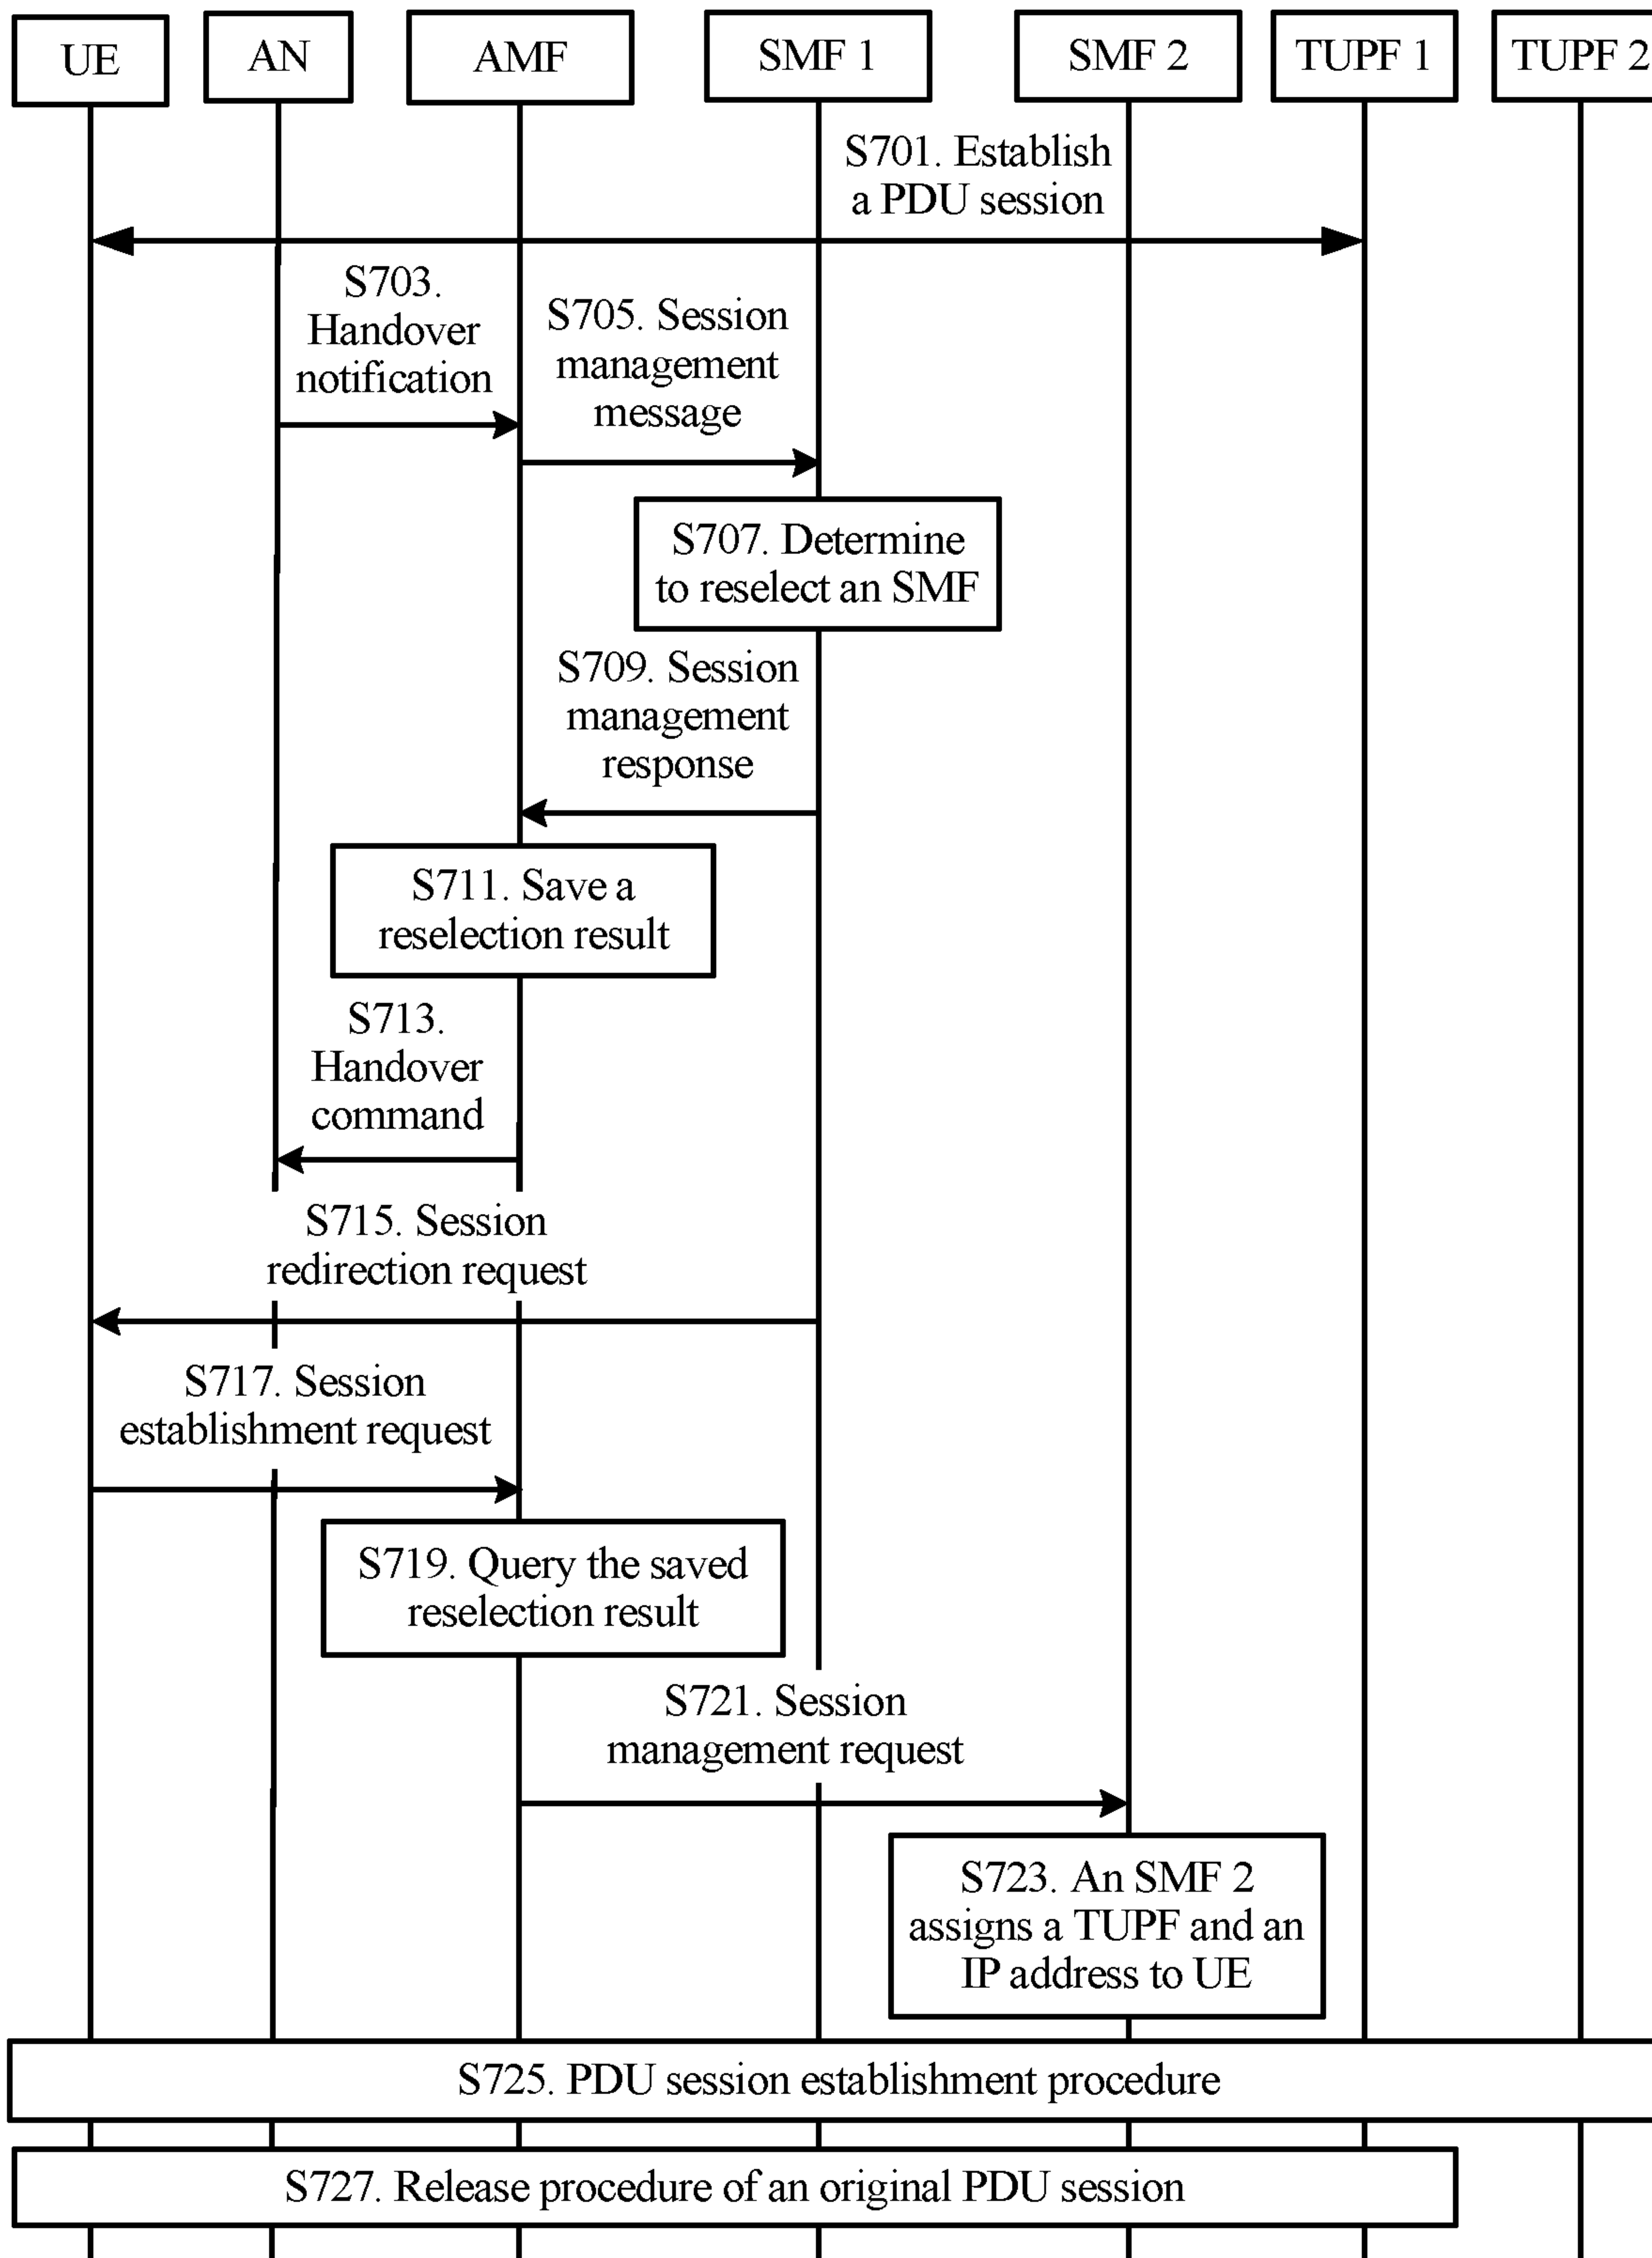 UE
AN
AMF
SMF 1
SMF 2
TUPF 1
TUPF 2
S701. Establish
a PDU session
S703.
Handover
notification
S705. Session
management
message
S707. Determine
to reselect an SMF
S709. Session
management
response
S711. Save a
reselection result
S713.
Handover
command
S715. Session
redirection request
S717. Session
establishment request
S719. Query the saved
reselection result
S721. Session
management request
S723. An SMF 2
assigns a TUPF and an
IP address to UE
S725. PDU session establishment procedure
S727. Release procedure of an original PDU session